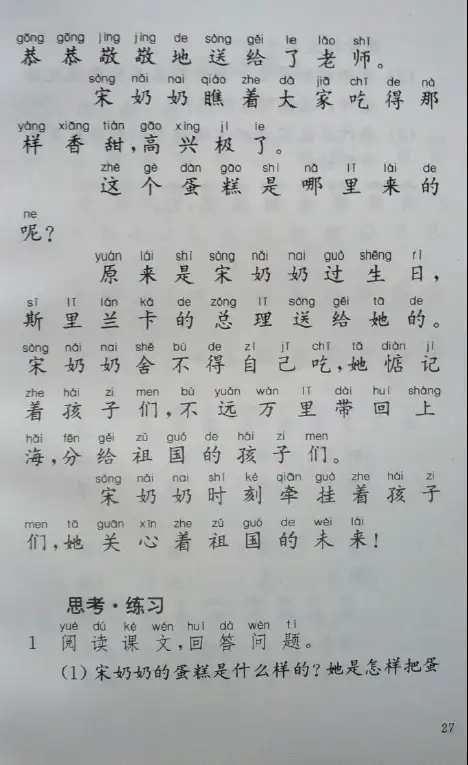 gōng gōng jìng jìng de sòng gěi le lǎo shī
恭恭敬敬地送给了老师。
sòng nǎi nai qiáo zhe dà jiā chī de nà
宋奶奶瞧着大家吃得那
yàng xiāng tián gāo xìng jí le
样香甜,高兴极了。
zhè gè dàn gāo shì nǎ lǐ lái de
这个蛋糕是哪里来的
ne
呢?
yuán lái shì sòng nǎi nai guò shēng rì
原来是宋奶奶过生日,
sī lǐ lán kǎ de zǒng lǐ sòng gěi tā de
斯里兰卡的总理送给她的。
sòng nǎi nai shě bù de zì jǐ chī tā diàn jì
宋奶奶舍不得自己吃,她惦记
zhe hái zi men bù yuǎn wàn lǐ dài huí shàng
着孩子们,不远万里带回上
hǎi fēn gěi zǔ guó de hái zi men
海,分给祖国的孩子们。
sòng nǎi nai shí kè qiān guà zhe hái zi
宋奶奶时刻牵挂着孩子
men tā guān xīn zhe zǔ guó de wèi lái
们,她关心着祖国的未来!
思考·练习
yuè dú kè wén huí dá wèn tí
1 阅读课文,回答问题。
(1)宋奶奶的蛋糕是什么样的?她是怎样把蛋
27